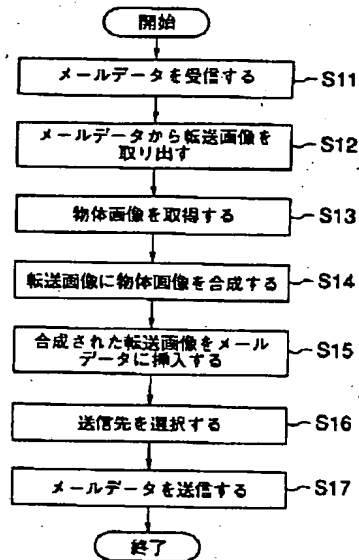 開始
メールデータを受信する
S11
メールデータから転送画像を
取り出す
S12
物体画像を取得する
S13
転送画像に物体画像を合成する
S14
合成された転送画像をメール
データに挿入する
S15
送信先を選択する
S16
メールデータを送信する
S17
終了